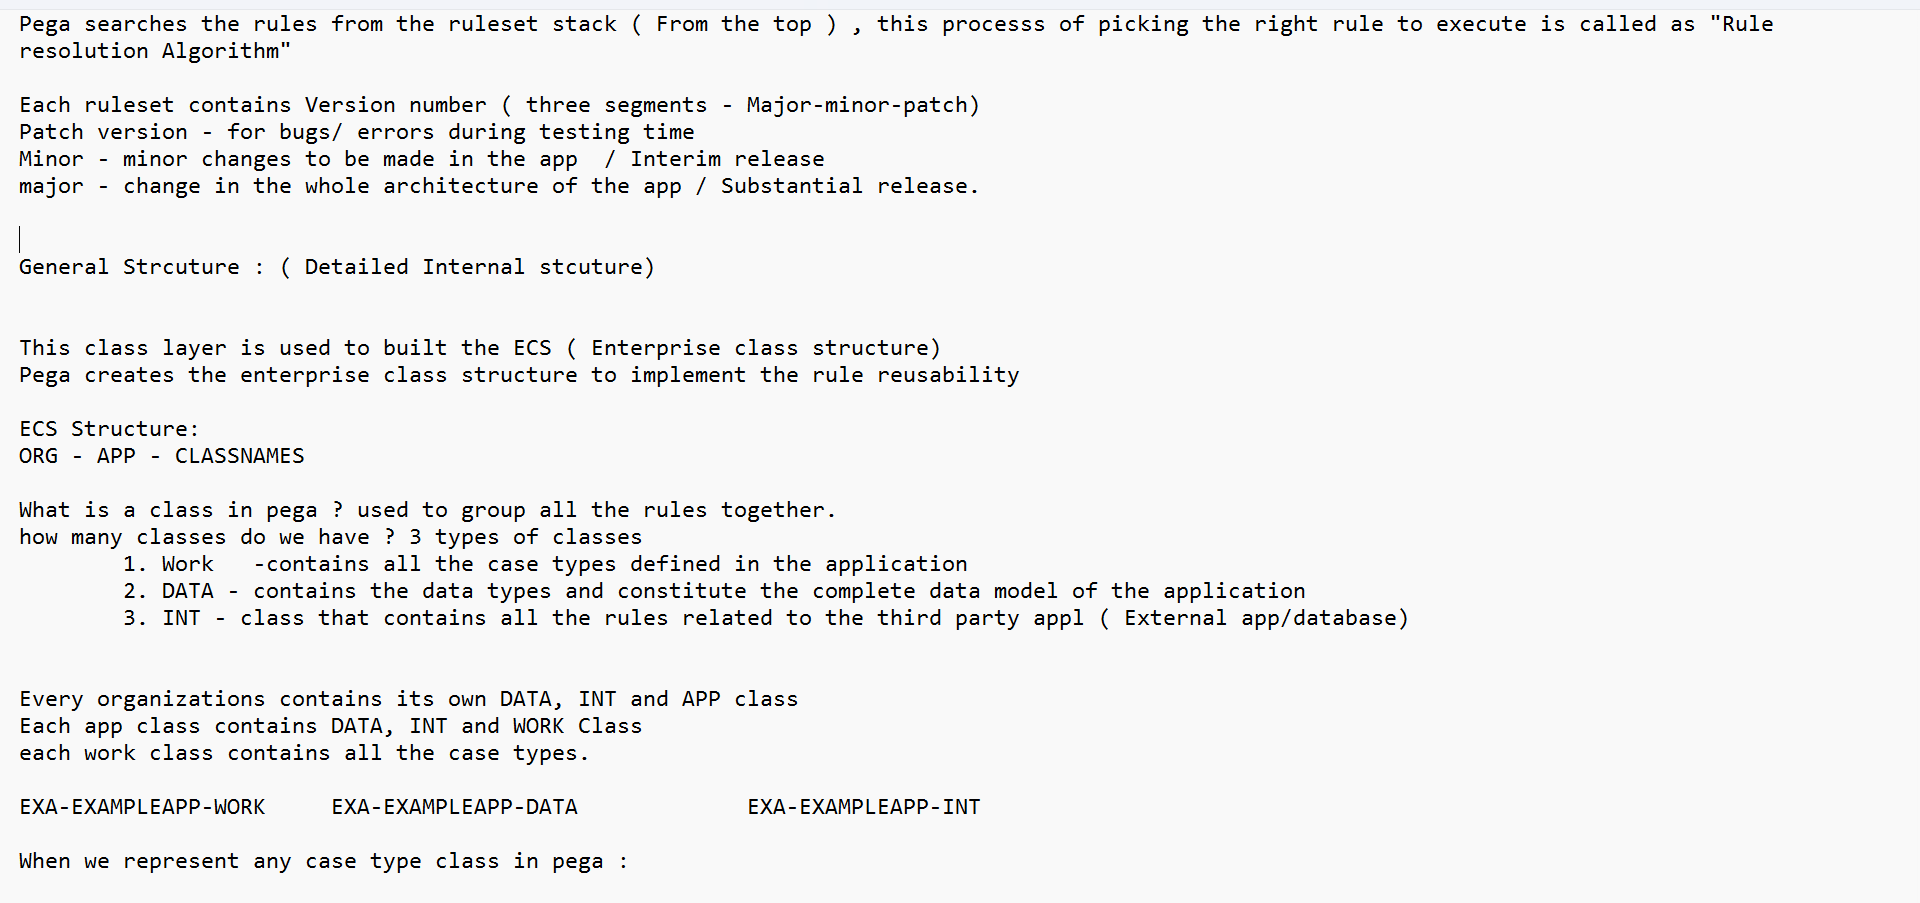 Pega searches the rules from the ruleset stack ( From the top ) , this processs of picking the right rule to execute is called as "Rule
resolution Algorithm"
Each ruleset contains Version number ( three segments - Major-minor-patch)
Patch version - for bugs/ errors during testing time
Minor - minor changes to be made in the app  / Interim release
major - change in the whole architecture of the app / Substantial release.
General Strcuture : ( Detailed Internal stcuture)
This class layer is used to built the ECS ( Enterprise class structure)
Pega creates the enterprise class structure to implement the rule reusability
ECS Structure:
ORG - APP - CLASSNAMES
What is a class in pega ? used to group all the rules together.
how many classes do we have ? 3 types of classes
1. Work   -contains all the case types defined in the application
2. DATA - contains the data types and constitute the complete data model of the application
3. INT - class that contains all the rules related to the third party appl ( External app/database)
Every organizations contains its own DATA, INT and APP class
Each app class contains DATA, INT and WORK Class
each work class contains all the case types.
EXA-EXAMPLEAPP-WORK     EXA-EXAMPLEAPP-DATA             EXA-EXAMPLEAPP-INT
When we represent any case type class in pega :